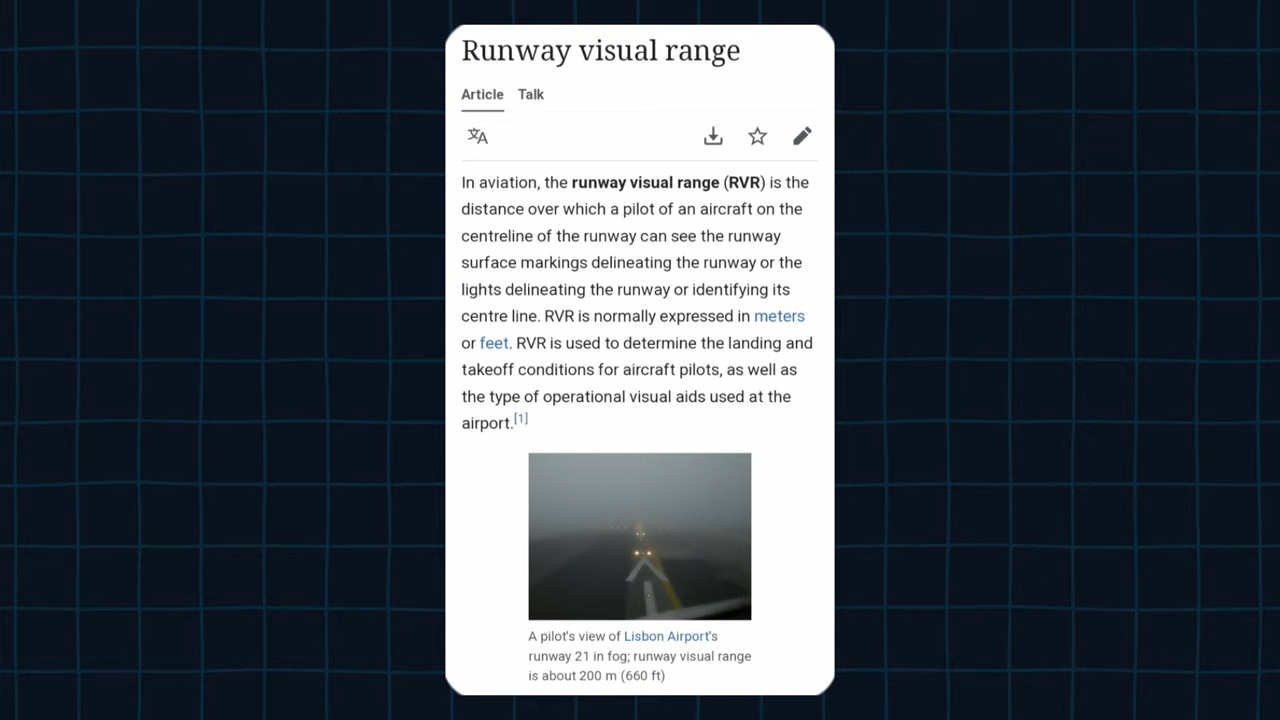 Runway visual range
Article Talk
In aviation, the runway visual range (RVR) is the
distance over which a pilot of an aircraft on the
centreline of the runway can see the runway
surface markings delineating the runway or the
lights delineating the runway or identifying its
centre line. RVR is normally expressed in meters
or feet. RVR is used to determine the landing and
takeoff conditions for aircraft pilots, as well as
the type of operational visual aids used at the
airport.[1]
A pilot's view of Lisbon Airport's
runway 21 in fog; runway visual range
is about 200 m (660 ft)